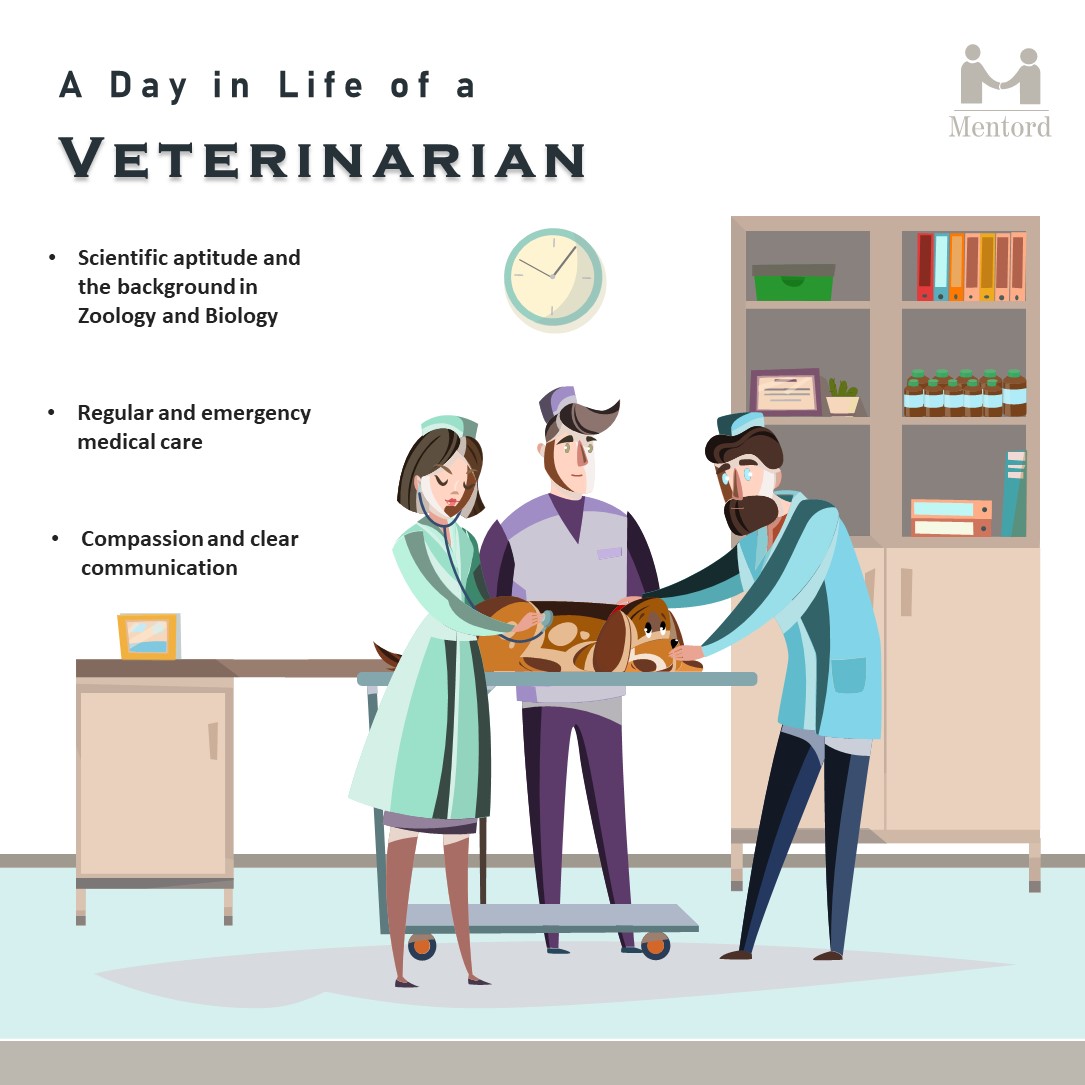 A Day in Life of a
VETERINARIAN
Mentord
• Scientific aptitude and
the background in
Zoology and Biology
• Regular and emergency
medical care
• Compassion and clear
communication